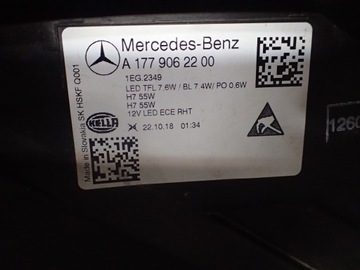 Mercedes-Benz
A 177 906 22 00
1EG.2349
LED TFL 7.6W / BL 7.4W/ PO 0.6W
H7 55W
H7 55W
12V LED ECE RHT
22.10.18 01:34
HELLA
Made in Slovakia SK HSKF Q001
1260